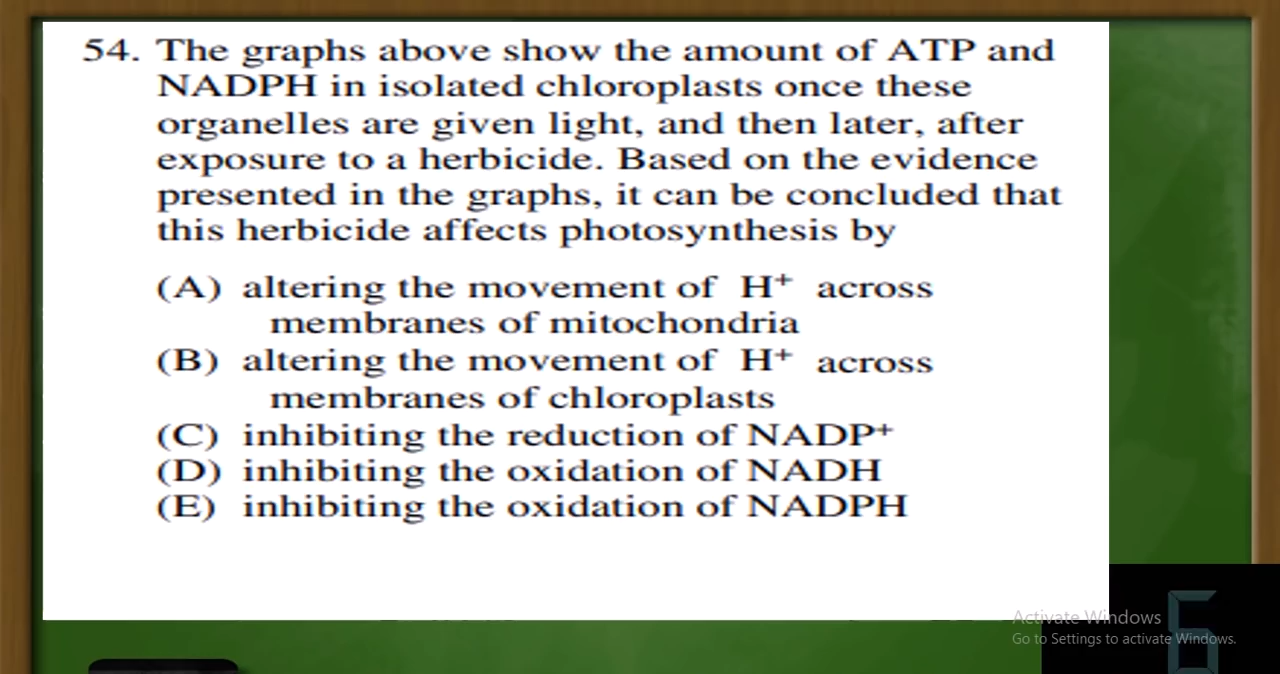 54. The graphs above show the amount of ATP and
NADPH in isolated chloroplasts once these
organelles are given light, and then later, after
exposure to a herbicide. Based on the evidence
presented in the graphs, it can be concluded that
this herbicide affects photosynthesis by
(A) altering the movement of H⁺ across
membranes of mitochondria
(B) altering the movement of H⁺ across
membranes of chloroplasts
(C) inhibiting the reduction of NADP⁺
(D) inhibiting the oxidation of NADH
(E) inhibiting the oxidation of NADPH
Activate Windows
Go to Settings to activate Windows.
6